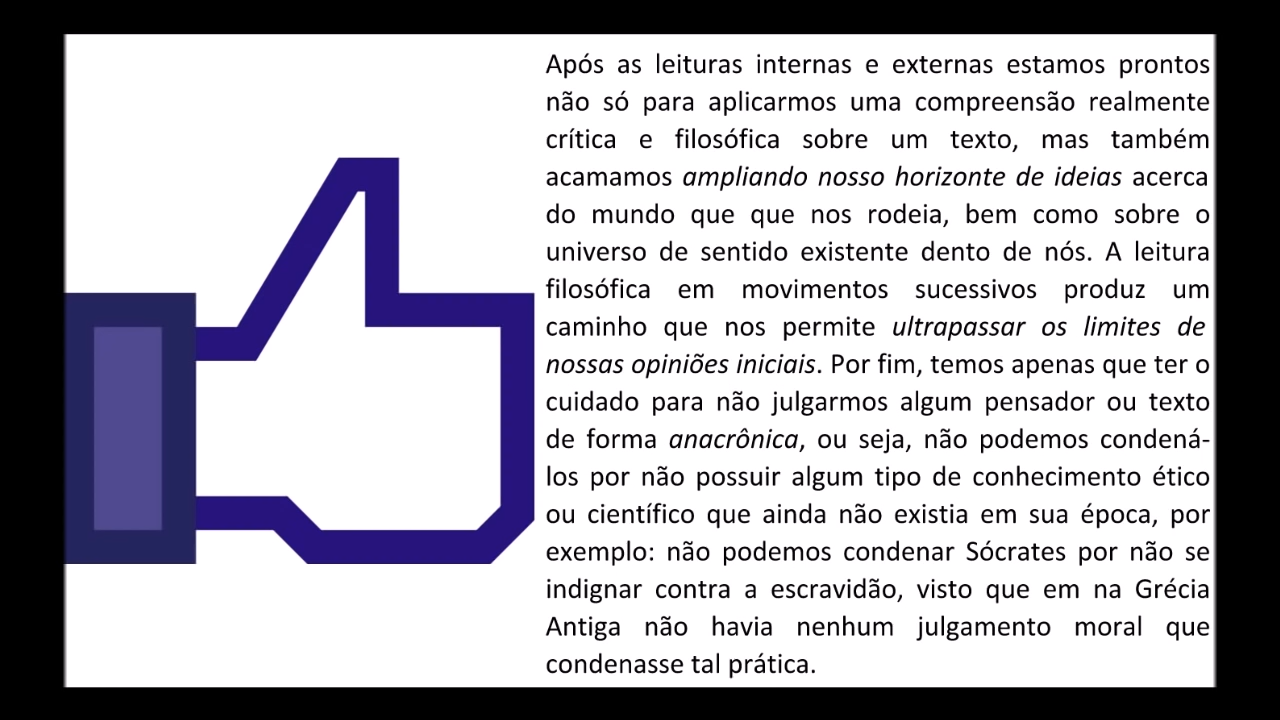 Após as leituras internas e externas estamos prontos
não só para aplicarmos uma compreensão realmente
crítica e filosófica sobre um texto, mas também
acamamos ampliando nosso horizonte de ideias acerca
do mundo que que nos rodeia, bem como sobre o
universo de sentido existente dento de nós. A leitura
filosófica em movimentos sucessivos produz um
caminho que nos permite ultrapassar os limites de
nossas opiniões iniciais. Por fim, temos apenas que ter o
cuidado para não julgarmos algum pensador ou texto
de forma anacrônica, ou seja, não podemos condená-
los por não possuir algum tipo de conhecimento ético
ou científico que ainda não existia em sua época, por
exemplo: não podemos condenar Sócrates por não se
indignar contra a escravidão, visto que em na Grécia
Antiga não havia nenhum julgamento moral que
condenasse tal prática.